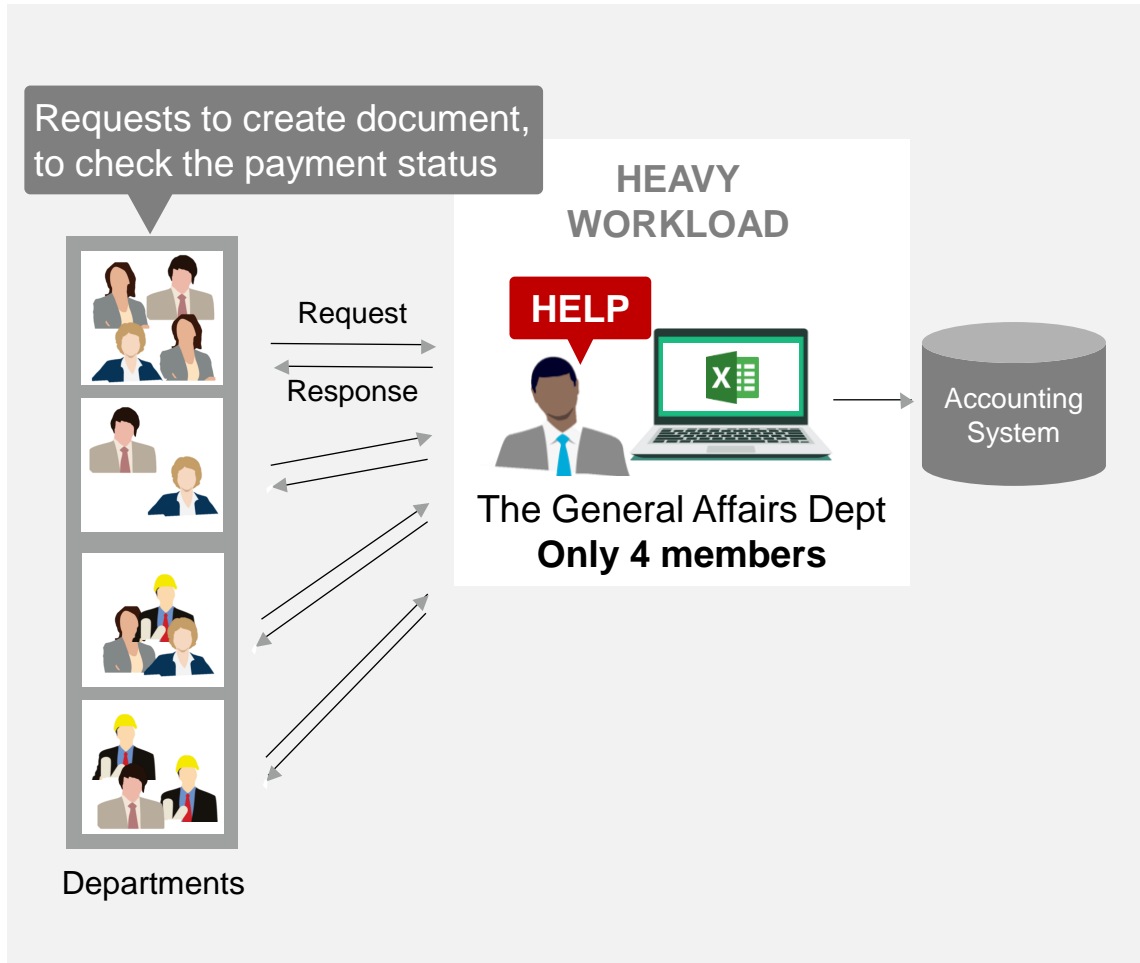 Requests to create document,
to check the payment status
HEAVY
WORKLOAD
HELP
Request
Response
X
Accounting
System
The General Affairs Dept
Only 4 members
Departments